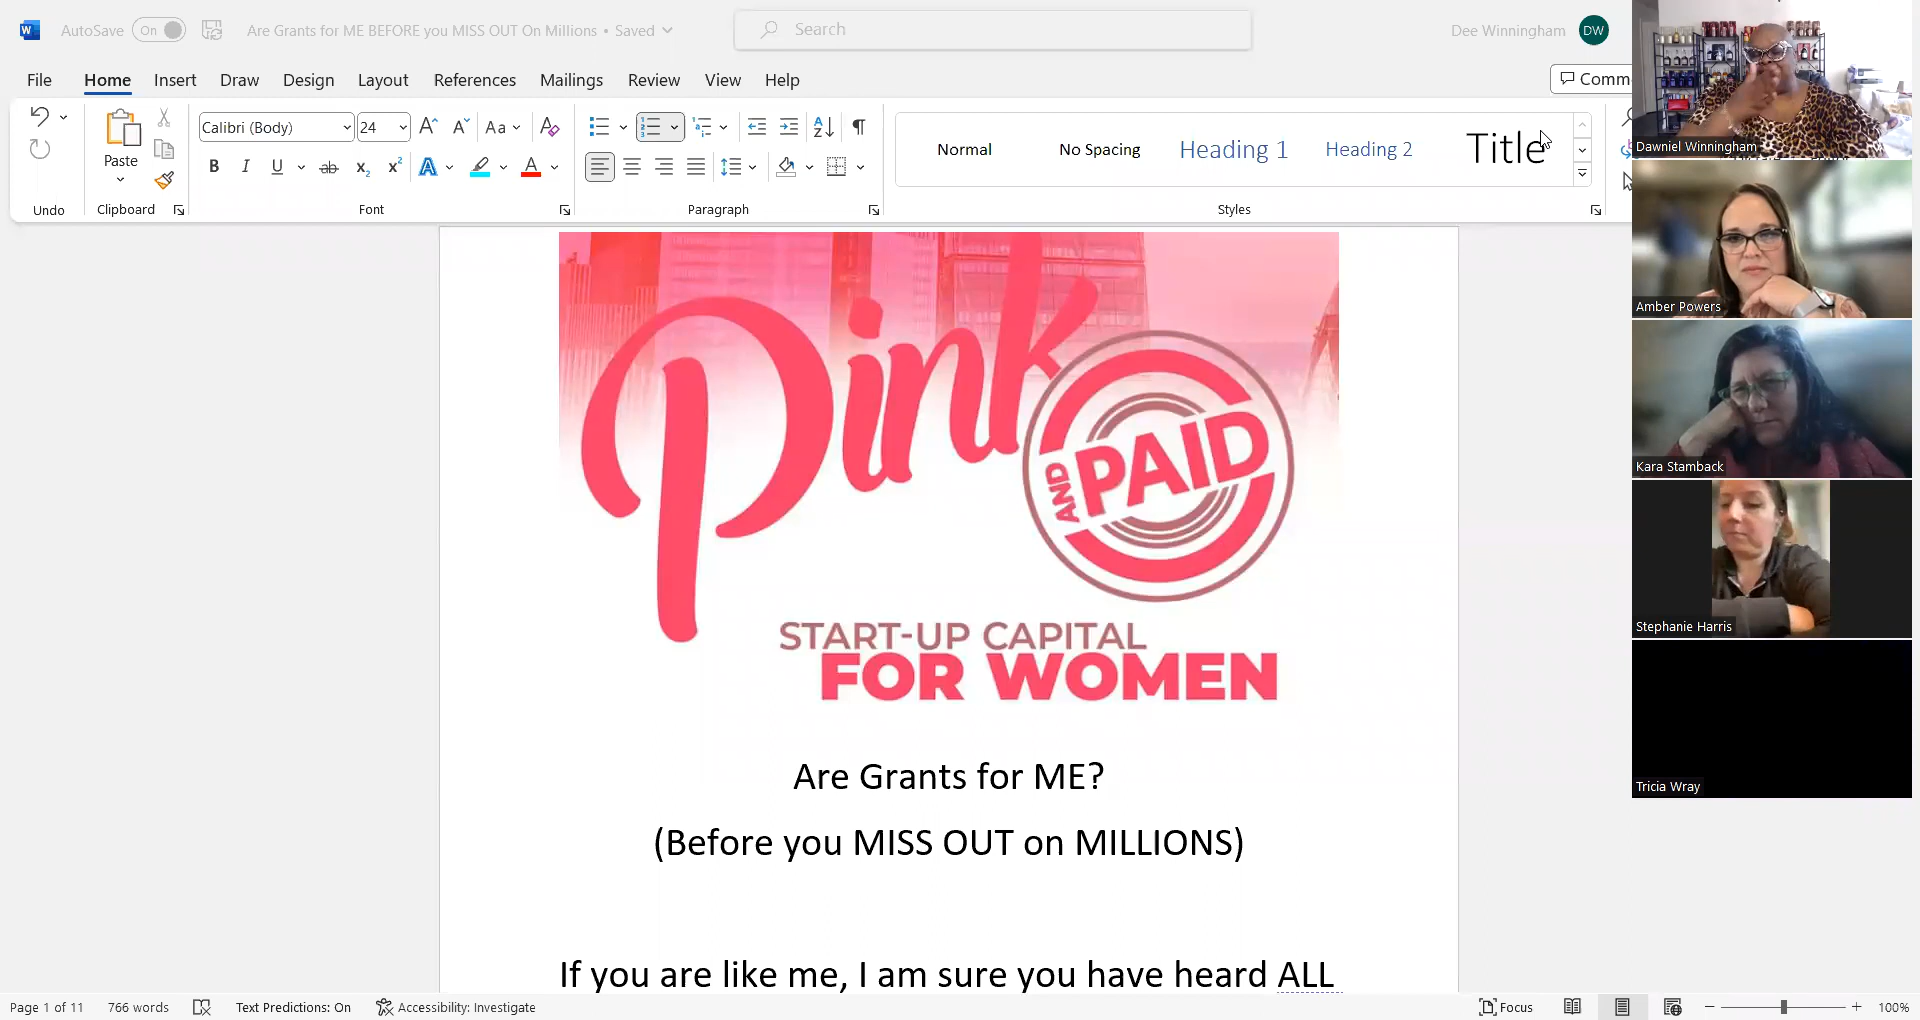 AutoSave On Are Grants for ME BEFORE you MISS OUT On Millions • Saved Search Dee Winningham DW
File Home Insert Draw Design Layout References Mailings Review View Help Comm
Calibri (Body) 24 Aa
Paste B I U ab x₂ x² A A
Normal No Spacing Heading 1 Heading 2 Title
Undo Clipboard Font Paragraph Styles
Dawniel Winningham
Amber Powers
Kara Stamback
Stephanie Harris
Tricia Wray
Pink
AND PAID
START-UP CAPITAL
FOR WOMEN
Are Grants for ME?
(Before you MISS OUT on MILLIONS)
If you are like me, I am sure you have heard ALL
Page 1 of 11 766 words Text Predictions: On Accessibility: Investigate Focus 100%